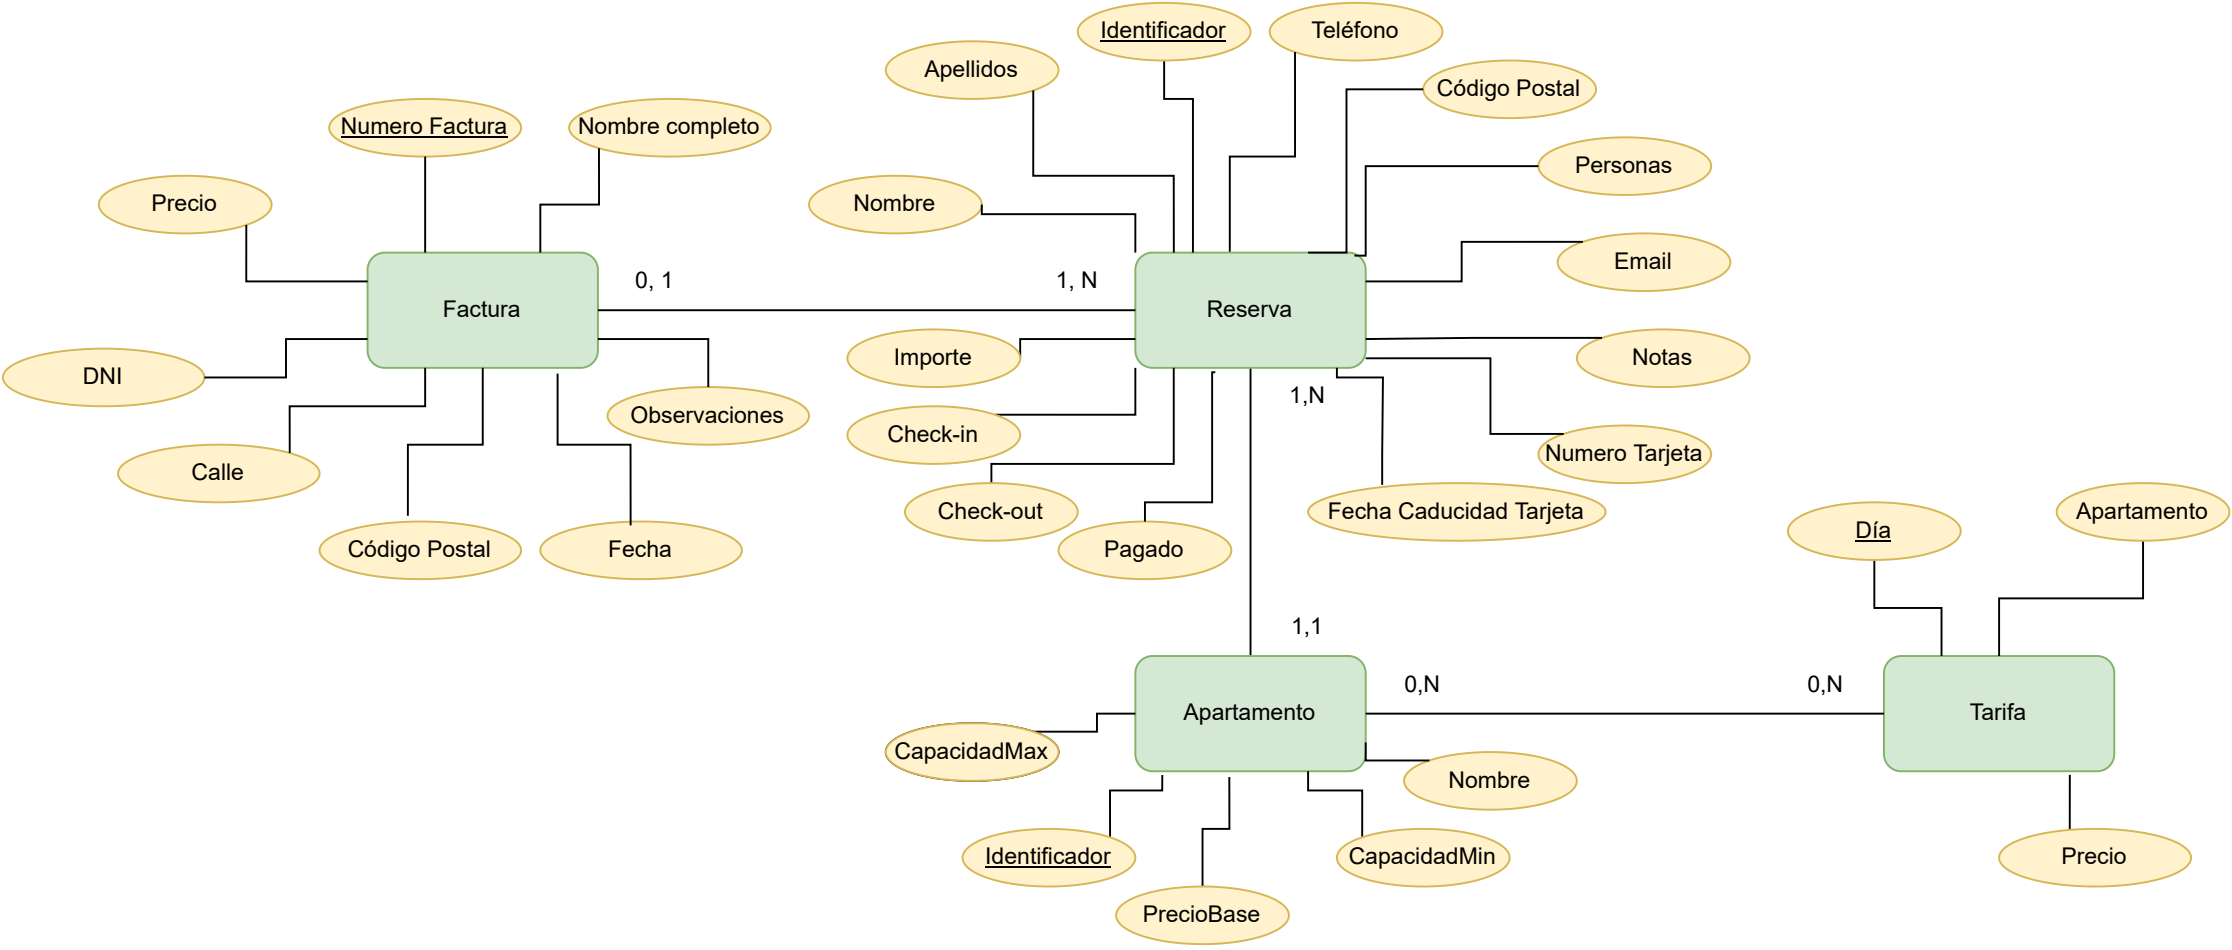 Identificador
Teléfono
Apellidos
Código Postal
Numero Factura
Nombre completo
Personas
Precio
Nombre
Email
0, 1
1, N
Factura
Reserva
Importe
Notas
DNI
1,N
Observaciones
Check-in
Numero Tarjeta
Calle
Check-out
Fecha Caducidad Tarjeta
Apartamento
Día
Código Postal
Fecha
Pagado
1,1
0,N
0,N
Apartamento
Tarifa
CapacidadMax
Nombre
Identificador
CapacidadMin
Precio
PrecioBase